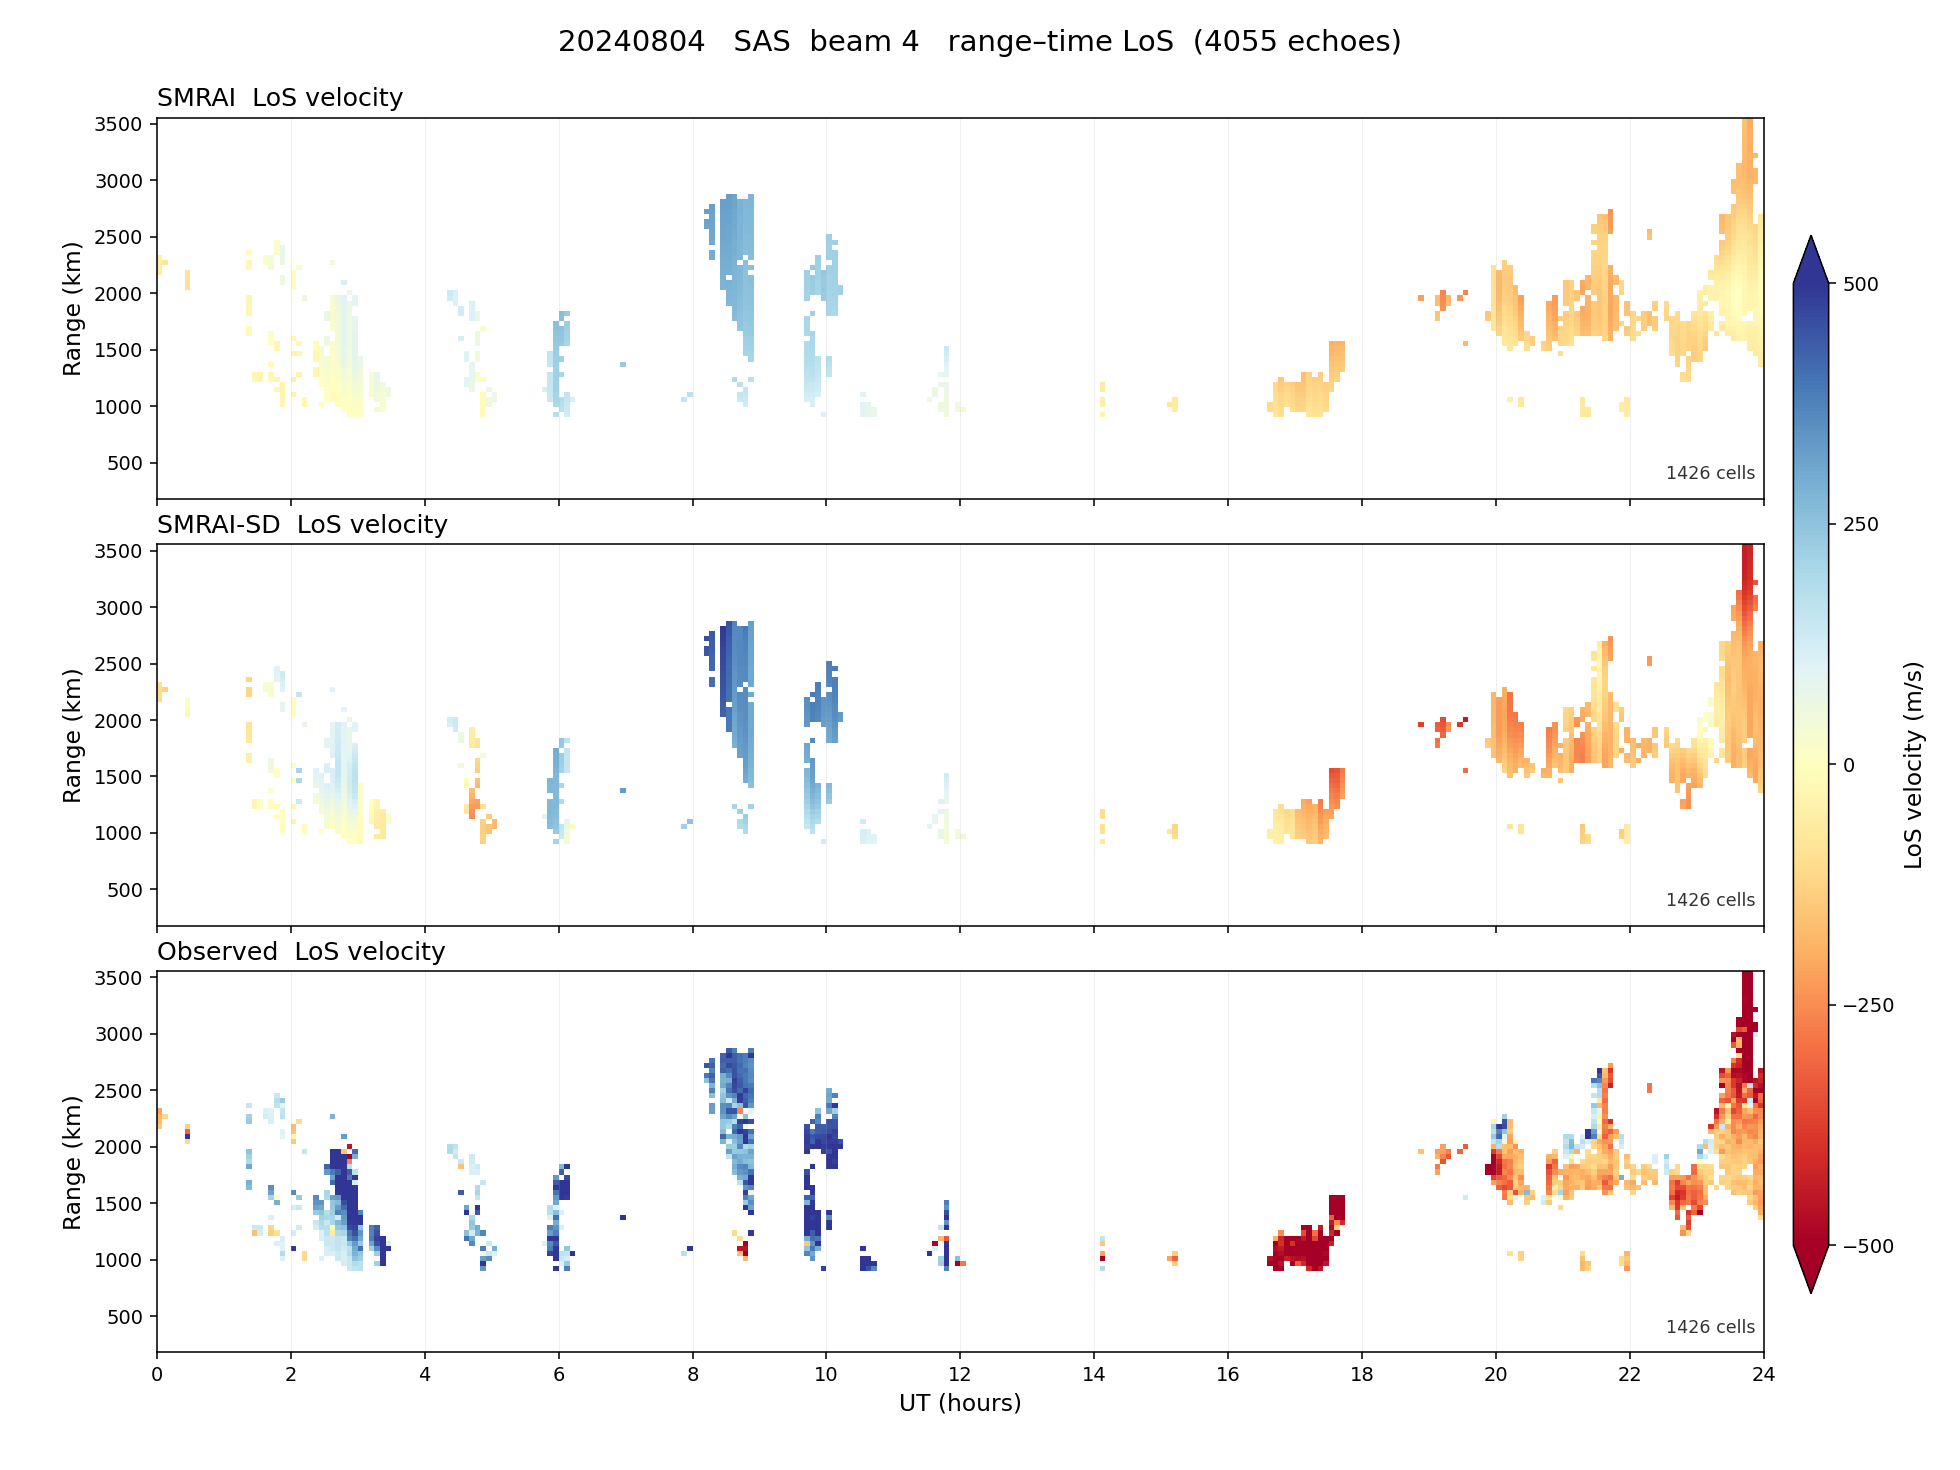 20240804   SAS  beam 4   range–time LoS  (4055 echoes)
SMRAI  LoS velocity
3500
3000
2500
2000
1500
1000
500
Range (km)
1426 cells
SMRAI-SD  LoS velocity
3500
3000
2500
2000
1500
1000
500
Range (km)
1426 cells
Observed  LoS velocity
3500
3000
2500
2000
1500
1000
500
Range (km)
1426 cells
0 2 4 6 8 10 12 14 16 18 20 22 24
UT (hours)
500
250
0
−250
−500
LoS velocity (m/s)